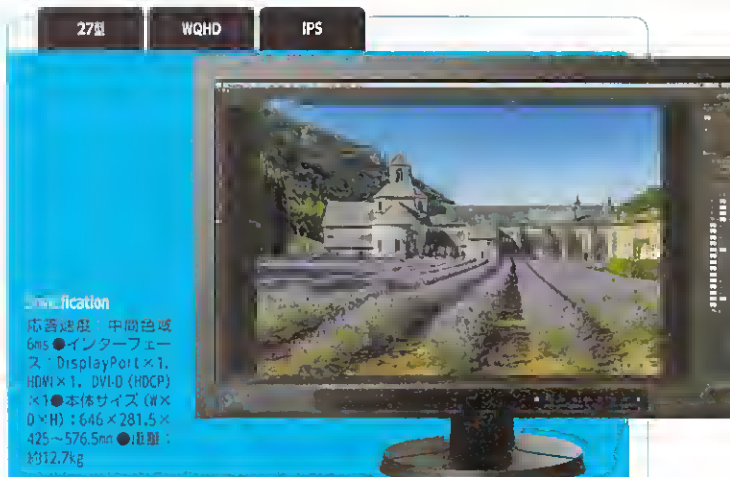 27型
WQHD
IPS
Specification
応答速度：中間色域
6ms●インターフェー
ス：DisplayPort×1、
HDMI×1、DVI-D (HDCP)
×1●本体サイズ (W×
D×H)：646×281.5×
425～576.5mm●重量：
約12.7kg